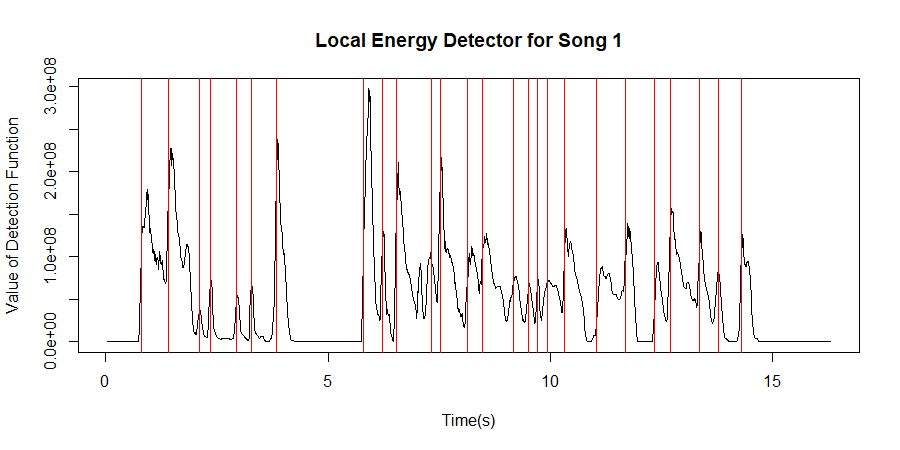 Local Energy Detector for Song 1
Value of Detection Function
3.0e+08
2.0e+08
1.0e+08
0.0e+00
0 5 10 15
Time(s)